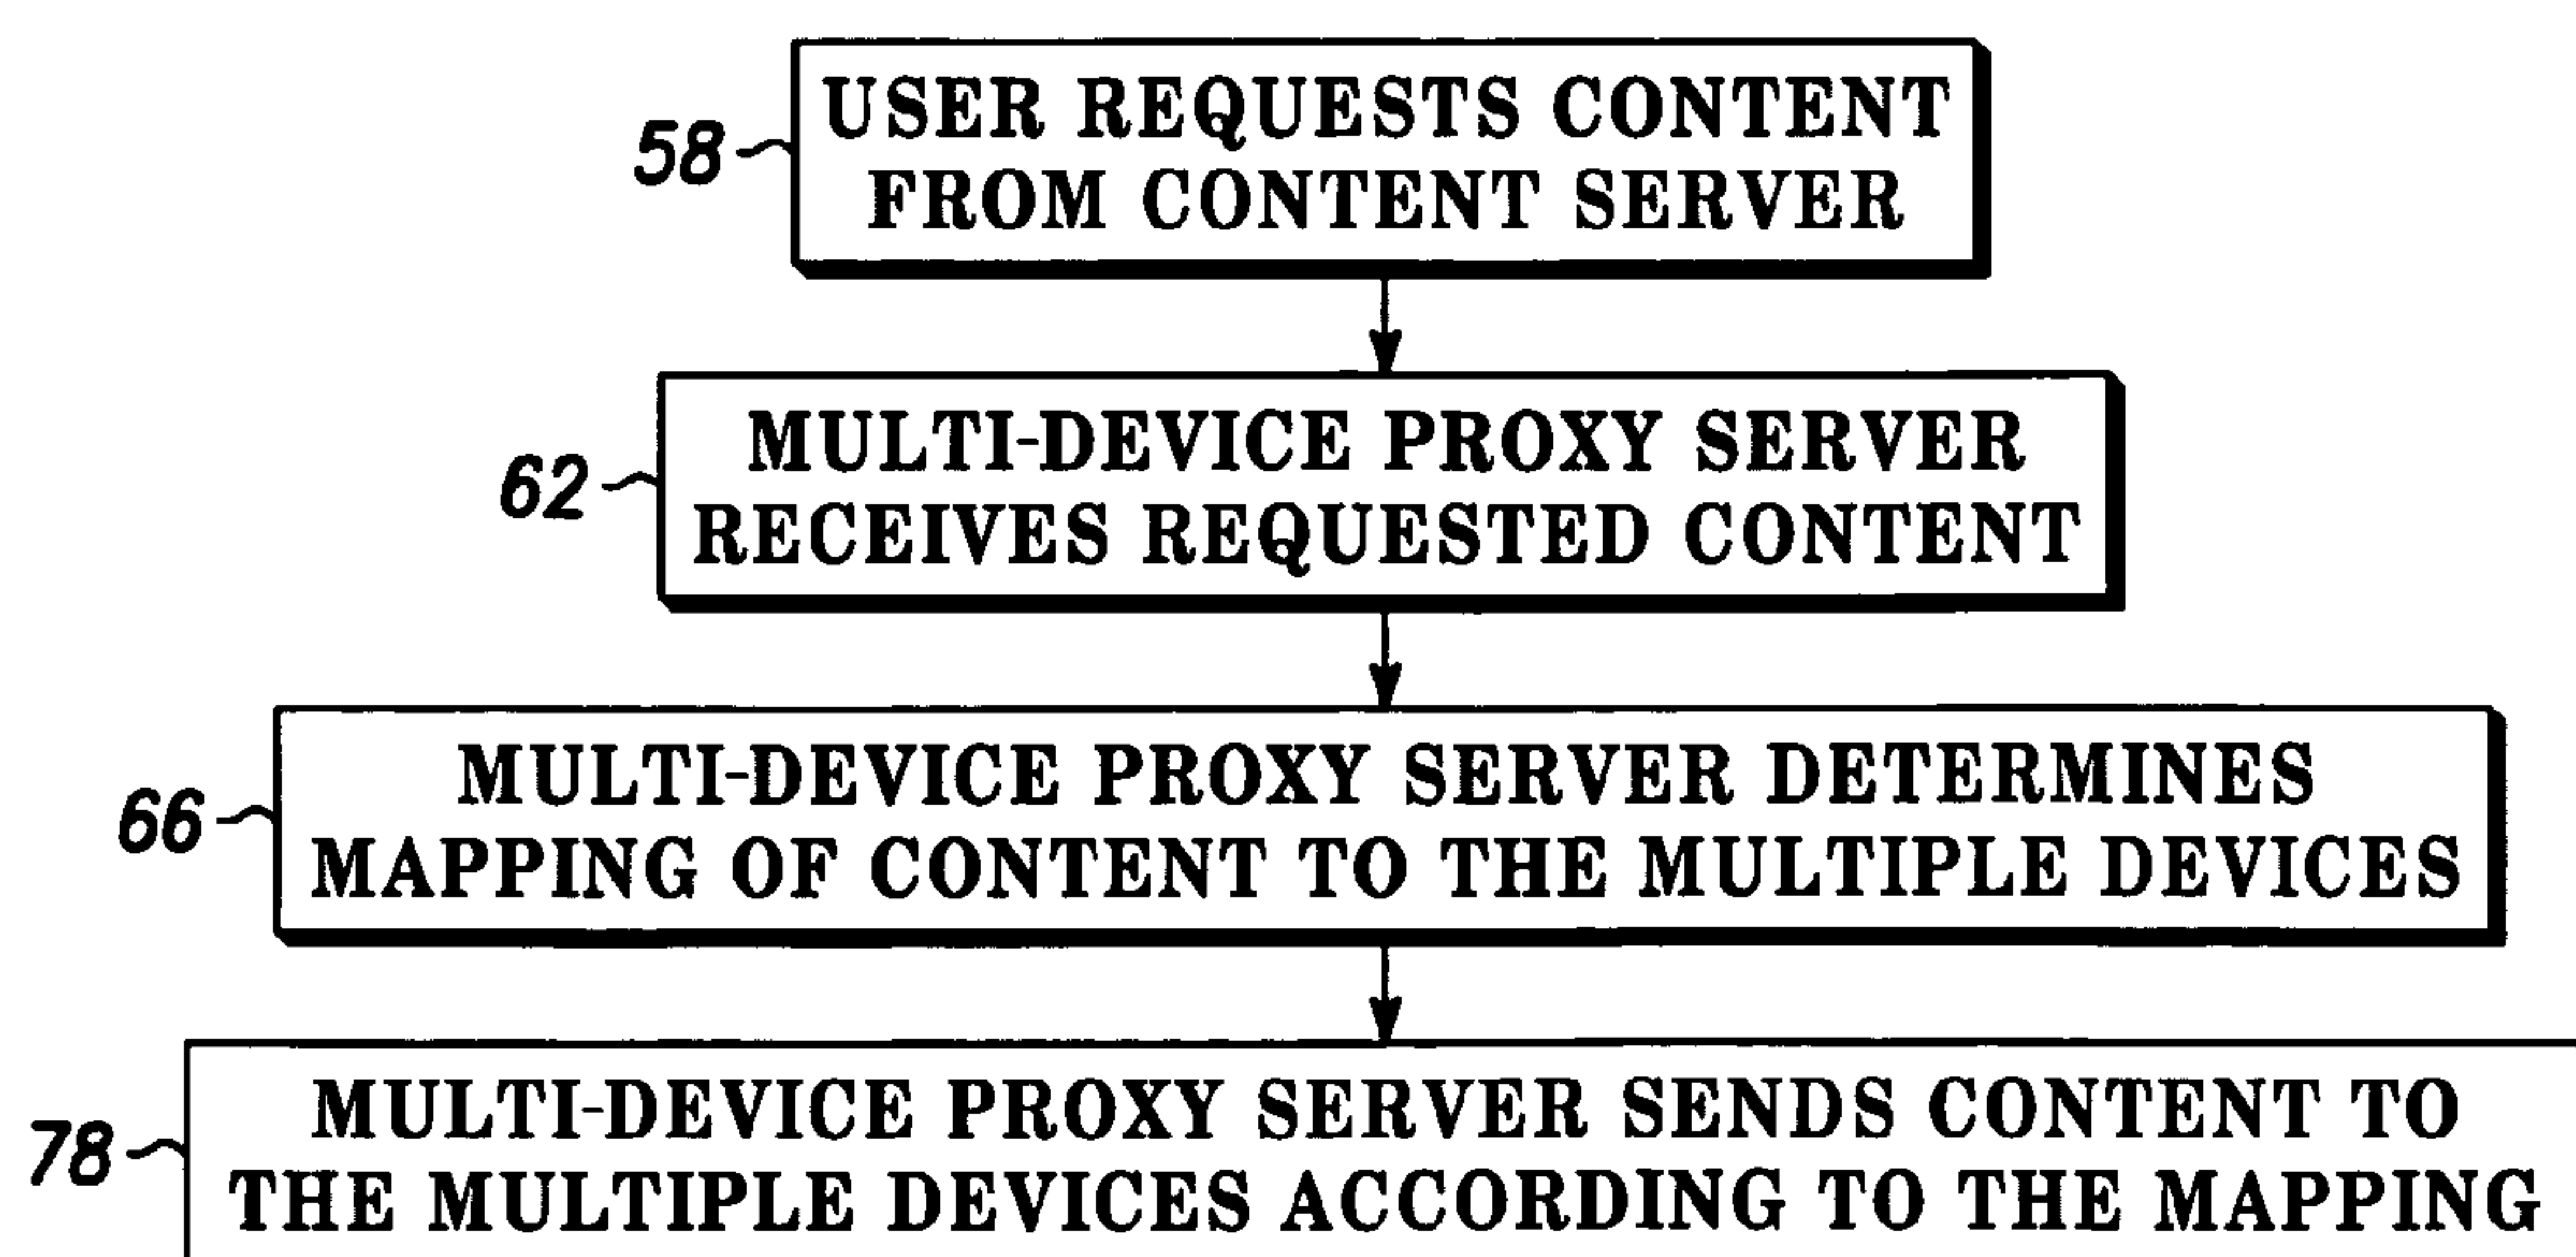 58
USER REQUESTS CONTENT
FROM CONTENT SERVER
62
MULTI-DEVICE PROXY SERVER
RECEIVES REQUESTED CONTENT
66
MULTI-DEVICE PROXY SERVER DETERMINES
MAPPING OF CONTENT TO THE MULTIPLE DEVICES
78
MULTI-DEVICE PROXY SERVER SENDS CONTENT TO
THE MULTIPLE DEVICES ACCORDING TO THE MAPPING